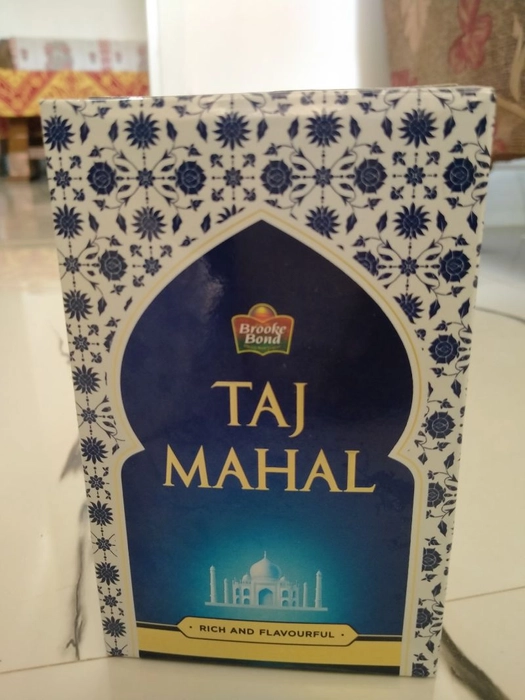 Brooke
Bond
TAJ
MAHAL
RICH AND FLAVOURFUL